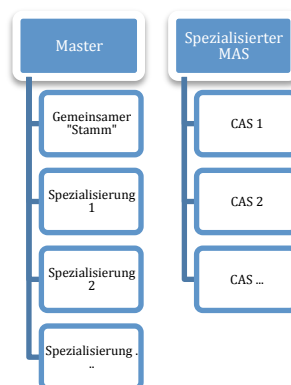 Master
Gemeinsamer
"Stamm"
Spezialisierung
1
Spezialisierung
2
Spezialisierung .
..
Spezialisierter
MAS
CAS 1
CAS 2
CAS ...